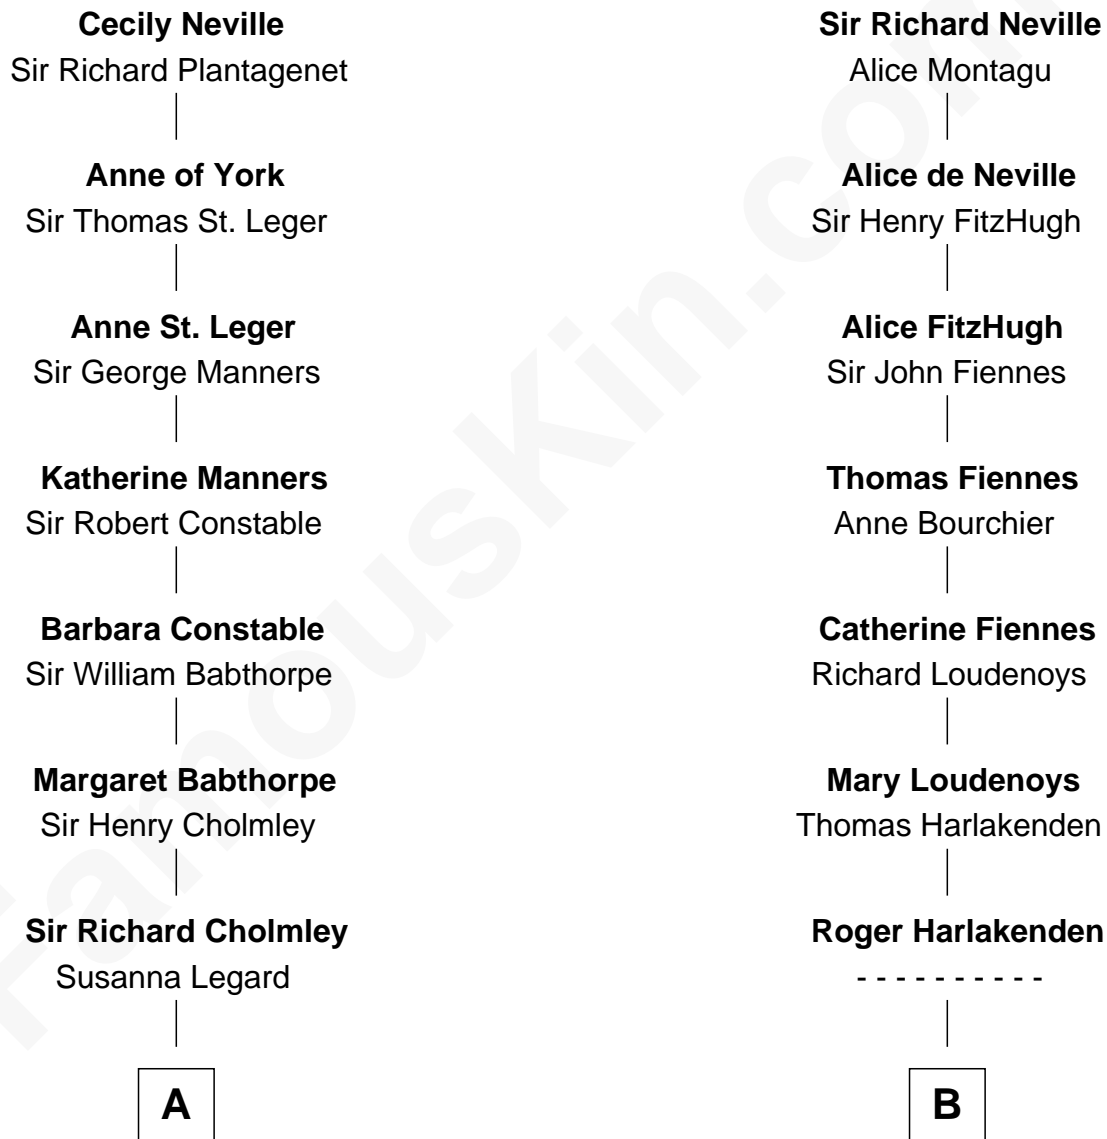 Cecily Neville
Sir Richard Plantagenet
Anne of York
Sir Thomas St. Leger
Anne St. Leger
Sir George Manners
Katherine Manners
Sir Robert Constable
Barbara Constable
Sir William Babthorpe
Margaret Babthorpe
Sir Henry Cholmley
Sir Richard Cholmley
Susanna Legard
A
Sir Richard Neville
Alice Montagu
Alice de Neville
Sir Henry FitzHugh
Alice FitzHugh
Sir John Fiennes
Thomas Fiennes
Anne Bourchier
Catherine Fiennes
Richard Loudenoys
Mary Loudenoys
Thomas Harlakenden
Roger Harlakenden
- - - - - - - - - -
B
FamousKin.com